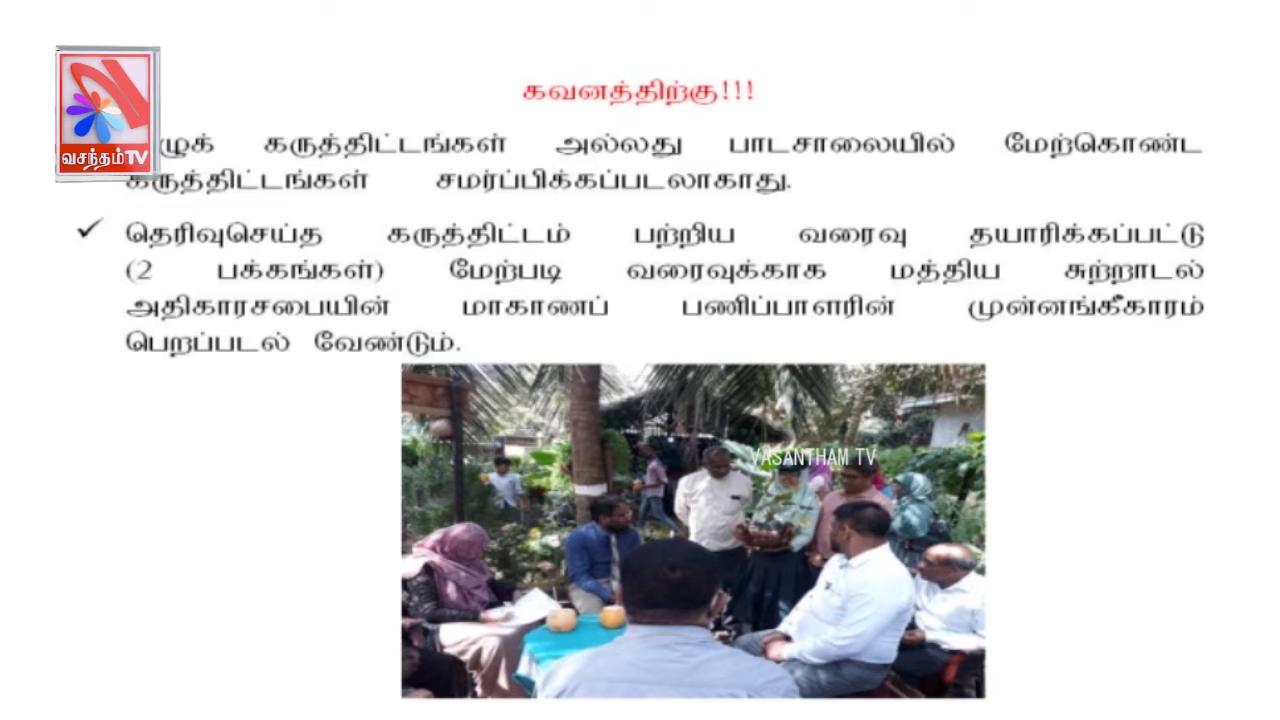 வசந்தம்TV
கவனத்திற்கு!!!
கருத்திட்டங்கள் அல்லது பாடசாலையில் மேற்கொண்ட
கருத்திட்டங்கள் சமர்ப்பிக்கப்படலாகாது.
✓ தெரிவுசெய்த கருத்திட்டம் பற்றிய வரைவு தயாரிக்கப்பட்டு
(2 பக்கங்கள்) மேற்படி வரைவுக்காக மத்திய சுற்றாடல்
அதிகாரசபையின் மாகாணப் பணிப்பாளரின் முன்னங்கீகாரம்
பெறப்படல் வேண்டும்.
VASANTHAM TV